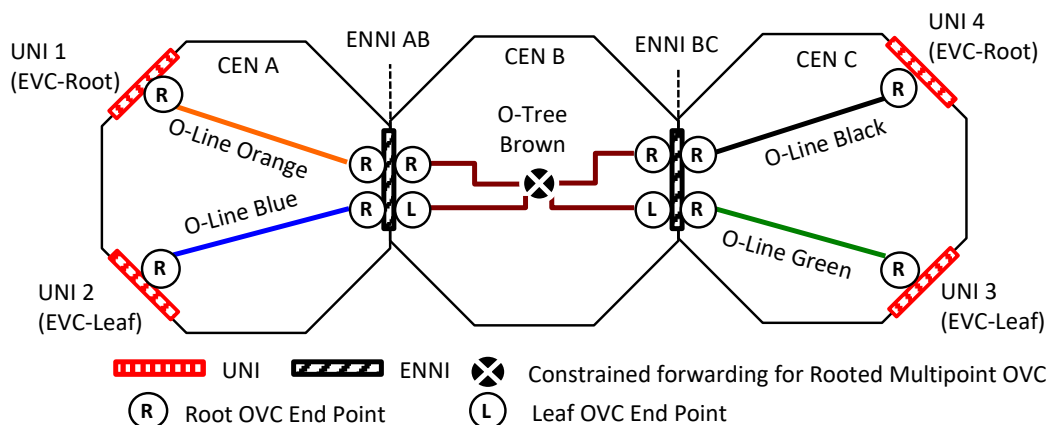 UNI 1
(EVC-Root)
CEN A
ENNI AB
CEN B
ENNI BC
CEN C
UNI 4
(EVC-Root)
R
O-Line Orange
R
R
O-Tree
Brown
R
R
O-Line Black
R
R
O-Line Blue
R
L
L
R
O-Line Green
R
UNI 2
(EVC-Leaf)
UNI 3
(EVC-Leaf)
UNI
ENNI
Constrained forwarding for Rooted Multipoint OVC
R Root OVC End Point
L Leaf OVC End Point